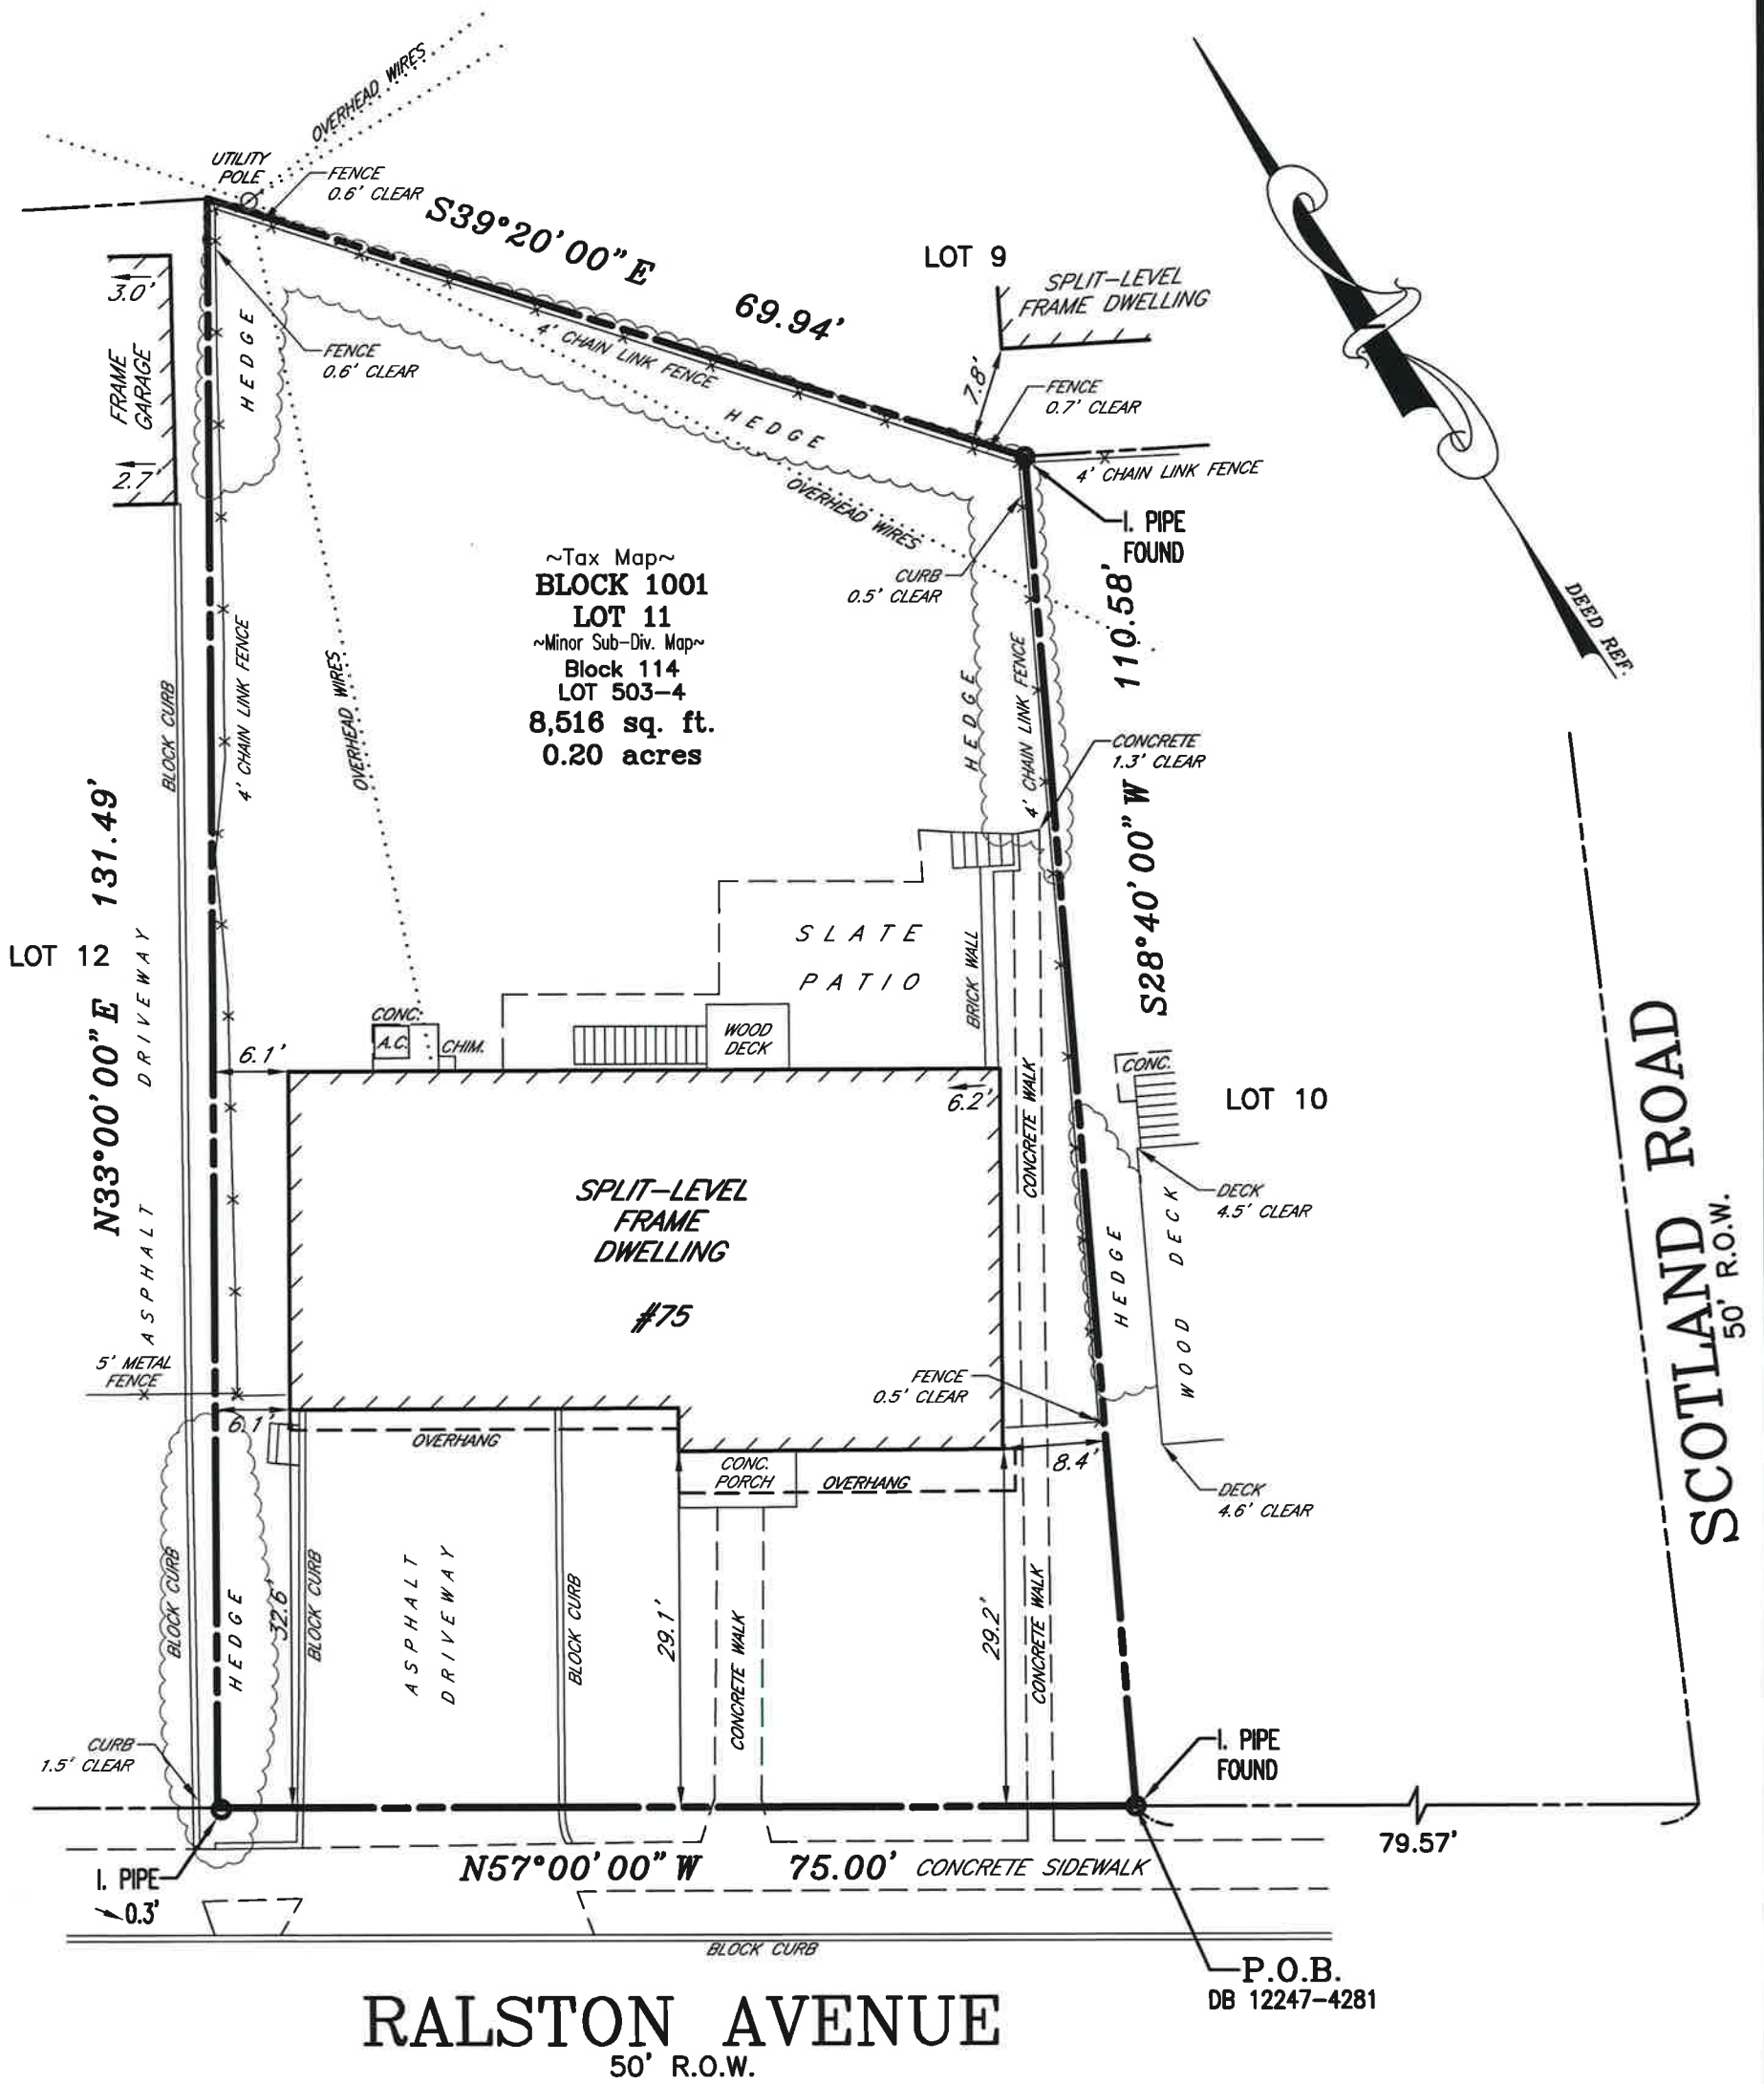 OVERHEAD WIRES
UTILITY
POLE
FENCE
0.6' CLEAR
S39°20'00"E 69.94'
LOT 9
SPLIT-LEVEL
FRAME DWELLING
3.0'
FRAME
GARAGE
2.7'
HEDGE
FENCE
0.6' CLEAR
4' CHAIN LINK FENCE
HEDGE
7.8'
FENCE
0.7' CLEAR
4' CHAIN LINK FENCE
OVERHEAD WIRES
I. PIPE
FOUND
CURB
0.5' CLEAR
DEED REF.
~Tax Map~
BLOCK 1001
LOT 11
~Minor Sub-Div. Map~
Block 114
LOT 503-4
8,516 sq. ft.
0.20 acres
BLOCK CURB
4' CHAIN LINK FENCE
OVERHEAD WIRES
HEDGE
4' CHAIN LINK FENCE
S28°40'00"W 110.58'
CONCRETE
1.3' CLEAR
N33°00'00"E 131.49'
LOT 12
ASPHALT DRIVEWAY
SLATE
PATIO
BRICK WALL
CONC.
A.C.
CHIM.
WOOD
DECK
6.1'
6.2'
CONCRETE WALK
CONC.
LOT 10
SPLIT-LEVEL
FRAME
DWELLING
#75
DECK
4.5' CLEAR
HEDGE
WOOD DECK
SCOTLAND ROAD
50' R.O.W.
5' METAL
FENCE
FENCE
0.5' CLEAR
6.1'
OVERHANG
CONC.
PORCH
OVERHANG
8.4'
DECK
4.6' CLEAR
BLOCK CURB
HEDGE
32.6'
BLOCK CURB
ASPHALT
DRIVEWAY
BLOCK CURB
29.1'
CONCRETE WALK
29.2'
CONCRETE WALK
CURB
1.5' CLEAR
I. PIPE
FOUND
79.57'
I. PIPE
0.3'
N57°00'00"W 75.00' CONCRETE SIDEWALK
BLOCK CURB
P.O.B.
DB 12247-4281
RALSTON AVENUE
50' R.O.W.